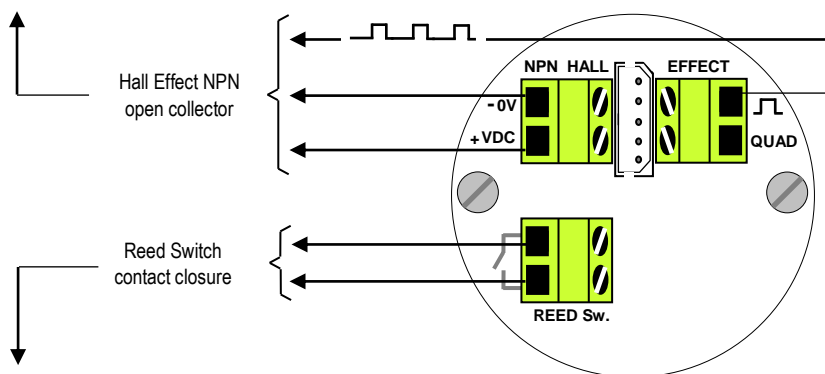 Hall Effect NPN
open collector
NPN HALL
EFFECT
-0V
+VDC
QUAD
Reed Switch
contact closure
REED Sw.